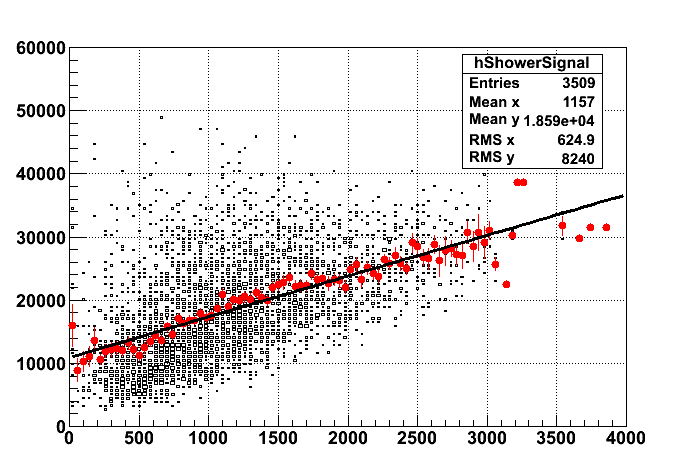 60000
hShowerSignal
Entries 3509
50000
Mean x 1157
Mean y 1.859e+04
RMS x 624.9
RMS y 8240
40000
30000
20000
10000
0
0 500 1000 1500 2000 2500 3000 3500 4000